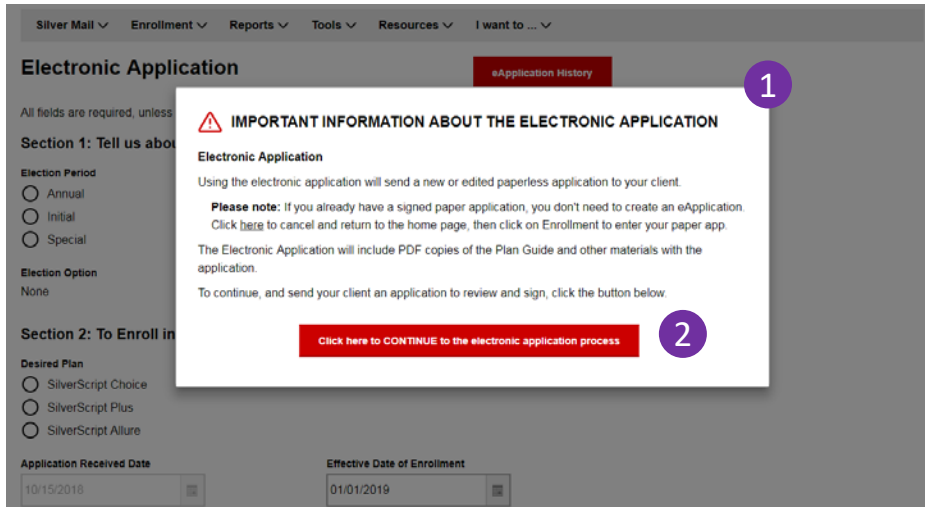 Silver Mail Enrollment Reports Tools Resources I want to ...
Electronic Application
eApplication History
1
All fields are required, unless
IMPORTANT INFORMATION ABOUT THE ELECTRONIC APPLICATION
Section 1: Tell us abou
Electronic Application
Election Period
Using the electronic application will send a new or edited paperless application to your client.
Annual
Please note: If you already have a signed paper application, you don't need to create an eApplication.
Initial
Click here to cancel and return to the home page, then click on Enrollment to enter your paper app.
Special
The Electronic Application will include PDF copies of the Plan Guide and other materials with the
application.
Election Option
None
To continue, and send your client an application to review and sign, click the button below.
Section 2: To Enroll in
Click here to CONTINUE to the electronic application process
2
Desired Plan
SilverScript Choice
SilverScript Plus
SilverScript Allure
Application Received Date Effective Date of Enrollment
10/15/2018 01/01/2019